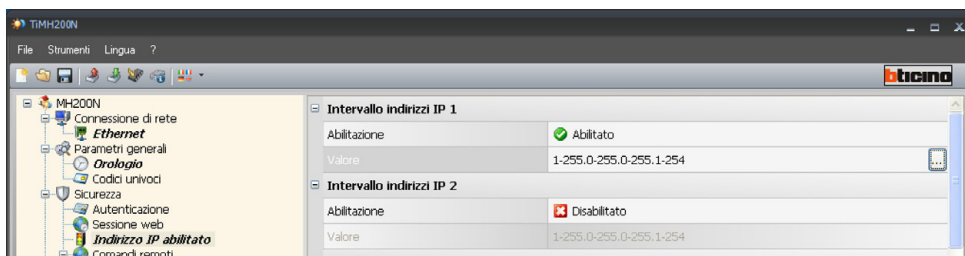 TiMH200N
File Strumenti Lingua ?
bticino
MH200N
Connessione di rete
Ethernet
Parametri generali
Orologio
Codici univoci
Sicurezza
Autenticazione
Sessione web
Indirizzo IP abilitato
Comandi remoti
Intervallo indirizzi IP 1
Abilitazione Abilitato
Valore 1-255.0-255.0-255.1-254 ...
Intervallo indirizzi IP 2
Abilitazione Disabilitato
Valore 1-255.0-255.0-255.1-254